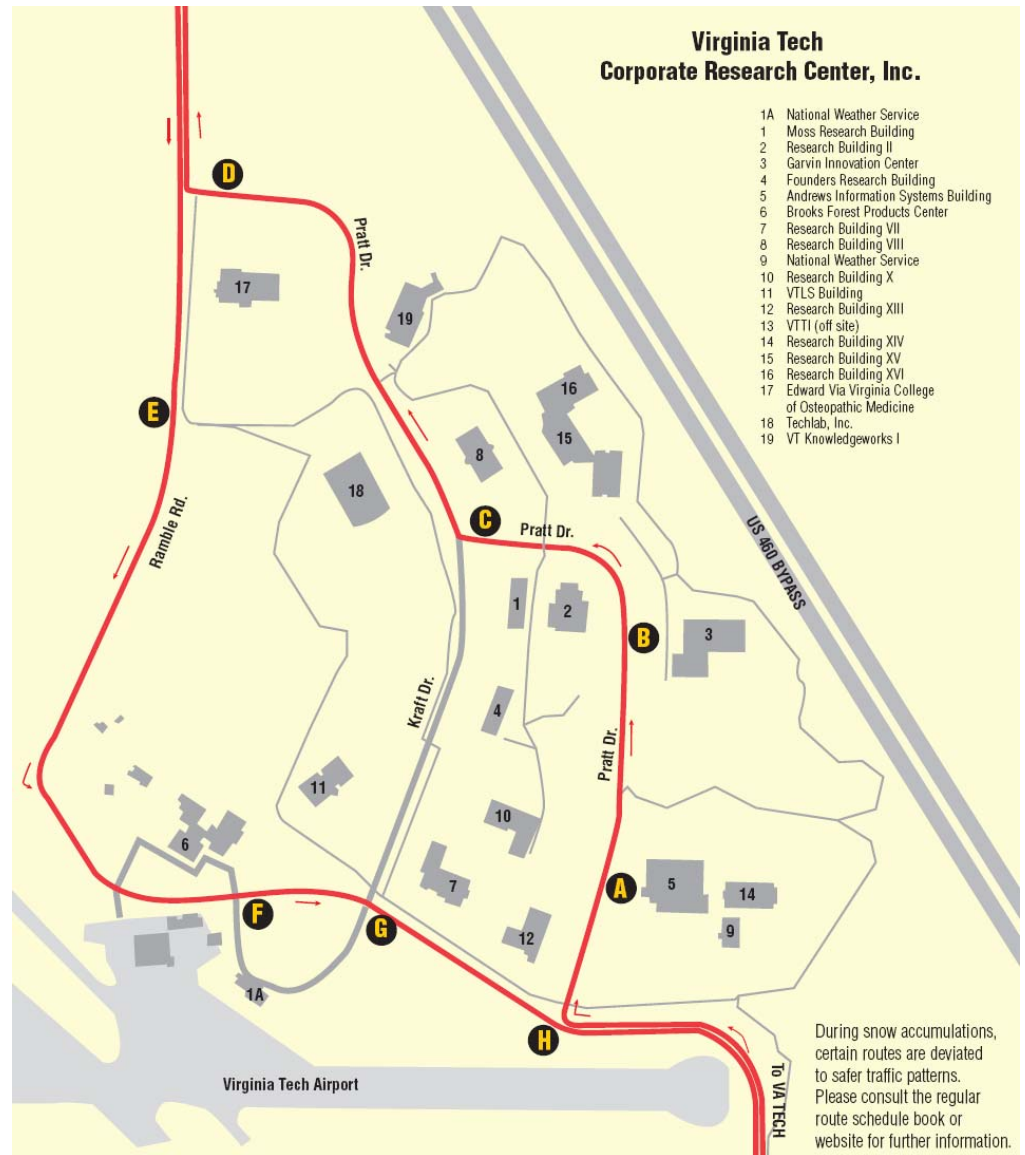 Virginia Tech
Corporate Research Center, Inc.
1A National Weather Service
1 Moss Research Building
2 Research Building II
3 Garvin Innovation Center
4 Founders Research Building
5 Andrews Information Systems Building
6 Brooks Forest Products Center
7 Research Building VII
8 Research Building VIII
9 National Weather Service
10 Research Building X
11 VTLS Building
12 Research Building XIII
13 VTTI (off site)
14 Research Building XIV
15 Research Building XV
16 Research Building XVI
17 Edward Via Virginia College
of Osteopathic Medicine
18 Techlab, Inc.
19 VT Knowledgeworks I
D
Pratt Dr.
17
19
16
E
15
8
18
C
Pratt Dr.
Ramble Rd.
US 460 BYPASS
1
2
B
3
Kraft Dr.
4
Pratt Dr.
11
10
6
7
A
5
14
F
G
12
9
1A
H
To VA TECH
Virginia Tech Airport
During snow accumulations,
certain routes are deviated
to safer traffic patterns.
Please consult the regular
route schedule book or
website for further information.